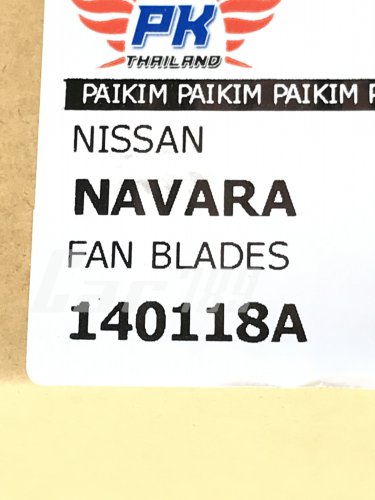 PK
THAILAND
PAIKIM PAIKIM PAIKIM P
NISSAN
NAVARA
FAN BLADES
140118A